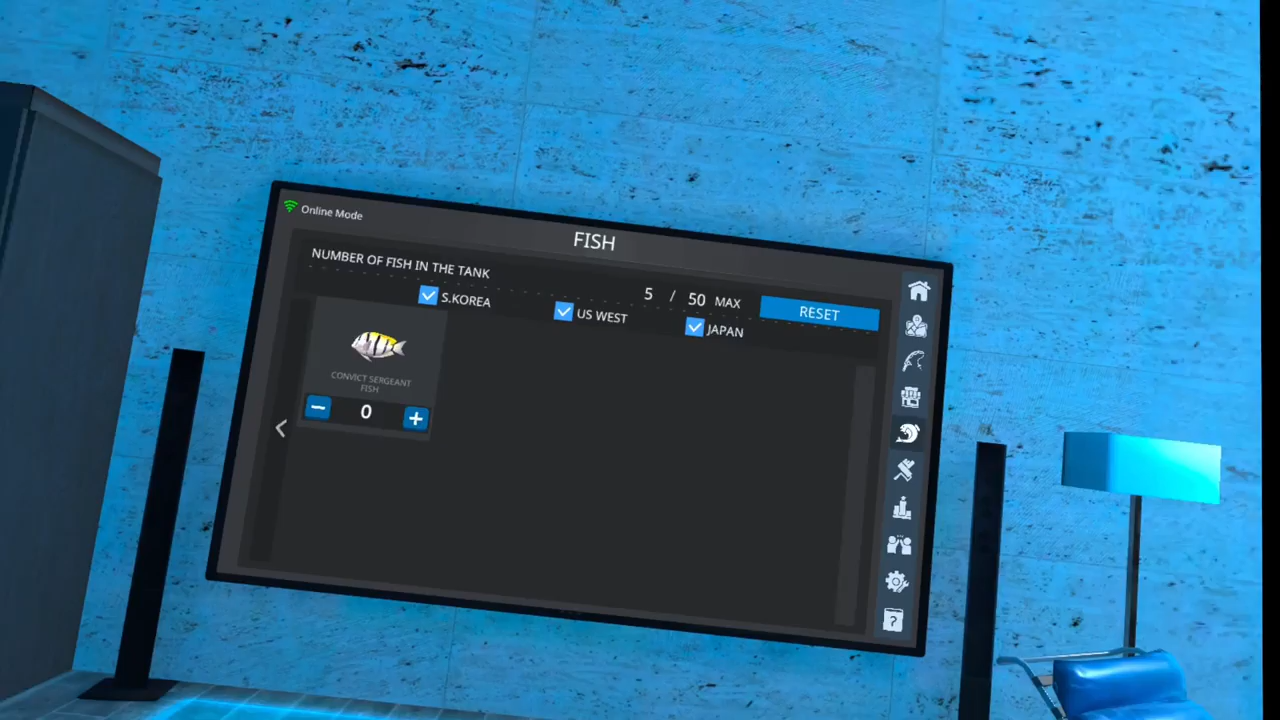 Online Mode
FISH
NUMBER OF FISH IN THE TANK
5 / 50 MAX
RESET
S.KOREA
US WEST
JAPAN
CONVICT SERGEANT
FISH
0
?